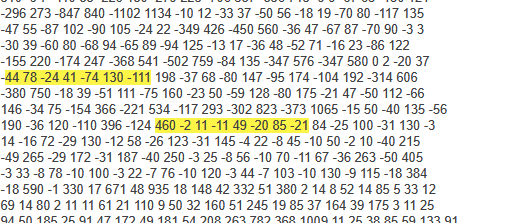 -296 273 -847 840 -1102 1134 -10 12 -33 37 -50 56 -18 19 -70 80 -117 135
-47 55 -87 102 -90 105 -24 22 -349 426 -450 560 -36 47 -67 87 -70 90 -3 3
-30 39 -60 80 -68 94 -65 89 -94 125 -13 17 -36 48 -52 71 -16 23 -86 122
-155 220 -174 247 -368 541 -502 759 -84 135 -347 576 -347 580 0 2 -20 37
-44 78 -24 41 -74 130 -111 198 -37 68 -80 147 -95 174 -104 192 -314 606
-380 750 -18 39 -51 111 -75 160 -23 50 -59 128 -80 175 -21 47 -50 112 -66
146 -34 75 -154 366 -221 534 -117 293 -302 823 -373 1065 -15 50 -40 135 -56
190 -36 120 -110 396 -124 460 -2 11 -11 49 -20 85 -21 84 -25 100 -31 130 -3
14 -16 72 -29 130 -12 58 -26 123 -31 145 -4 22 -8 45 -10 50 -2 10 -40 215
-49 265 -29 172 -31 187 -40 250 -3 25 -8 56 -10 70 -11 67 -36 263 -50 405
-3 33 -8 78 -10 100 -3 22 -7 76 -10 120 -3 44 -7 103 -10 130 -9 115 -18 384
-18 590 -1 330 17 671 48 935 18 148 42 332 51 380 2 14 8 52 14 85 5 33 12
69 14 80 2 11 11 61 21 110 9 50 32 160 51 245 19 85 37 164 39 175 3 11 25